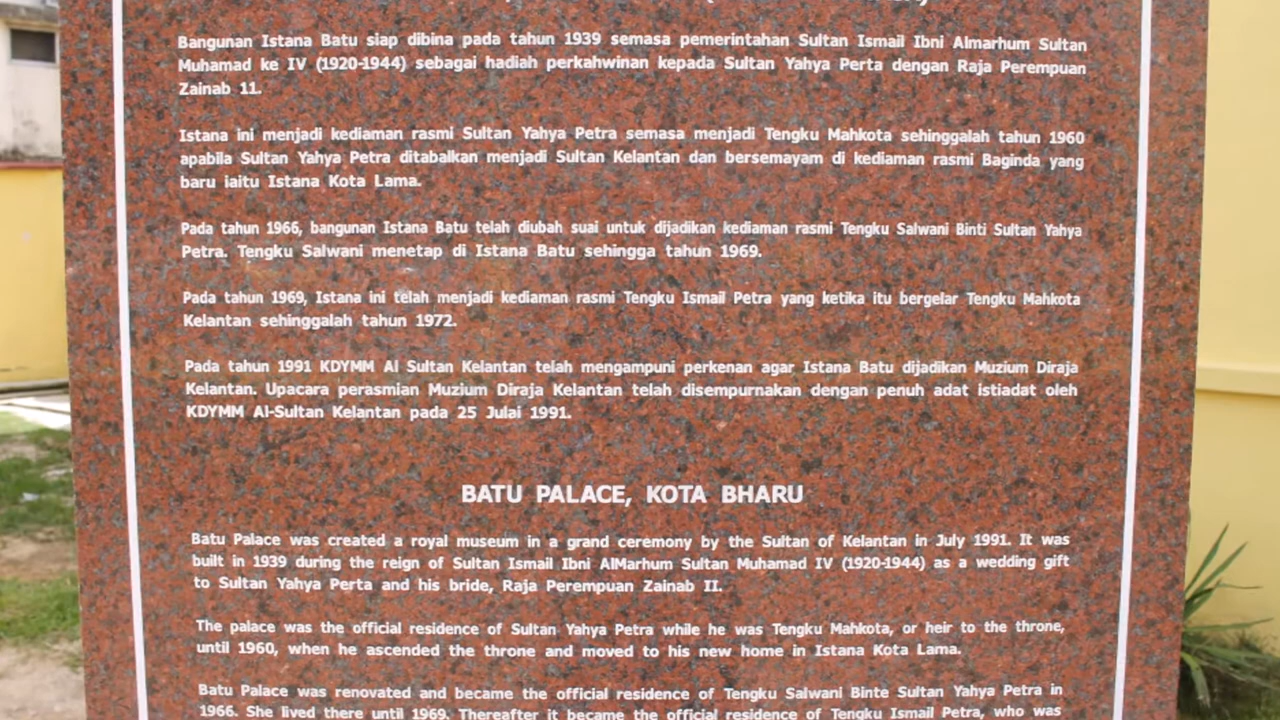 Bangunan Istana Batu siap dibina pada tahun 1939 semasa pemerintahan Sultan Ismail Ibni Almarhum Sultan
Muhamad ke IV (1920-1944) sebagai hadiah perkahwinan kepada Sultan Yahya Perta dengan Raja Perempuan
Zainab 11.
Istana ini menjadi kediaman rasmi Sultan Yahya Petra semasa menjadi Tengku Mahkota sehinggalah tahun 1960
apabila Sultan Yahya Petra ditabalkan menjadi Sultan Kelantan dan bersemayam di kediaman rasmi Baginda yang
baru iaitu Istana Kota Lama.
Pada tahun 1966, bangunan Istana Batu telah diubah suai untuk dijadikan kediaman rasmi Tengku Salwani Binti Sultan Yahya
Petra. Tengku Salwani menetap di Istana Batu sehingga tahun 1969.
Pada tahun 1969, Istana ini telah menjadi kediaman rasmi Tengku Ismail Petra yang ketika itu bergelar Tengku Mahkota
Kelantan sehinggalah tahun 1972.
Pada tahun 1991 KDYMM Al Sultan Kelantan telah mengampuni perkenan agar Istana Batu dijadikan Muzium Diraja
Kelantan. Upacara perasmian Muzium Diraja Kelantan telah disempurnakan dengan penuh adat istiadat oleh
KDYMM Al-Sultan Kelantan pada 25 Julai 1991.
BATU PALACE, KOTA BHARU
Batu Palace was created a royal museum in a grand ceremony by the Sultan of Kelantan in July 1991. It was
built in 1939 during the reign of Sultan Ismail Ibni AlMarhum Sultan Muhamad IV (1920-1944) as a wedding gift
to Sultan Yahya Perta and his bride, Raja Perempuan Zainab II.
The palace was the official residence of Sultan Yahya Petra while he was Tengku Mahkota, or heir to the throne,
until 1960, when he ascended the throne and moved to his new home in Istana Kota Lama.
Batu Palace was renovated and became the official residence of Tengku Salwani Binte Sultan Yahya Petra in
1966. She lived there until 1969. Thereafter it became the official residence of Tengku Ismail Petra, who was